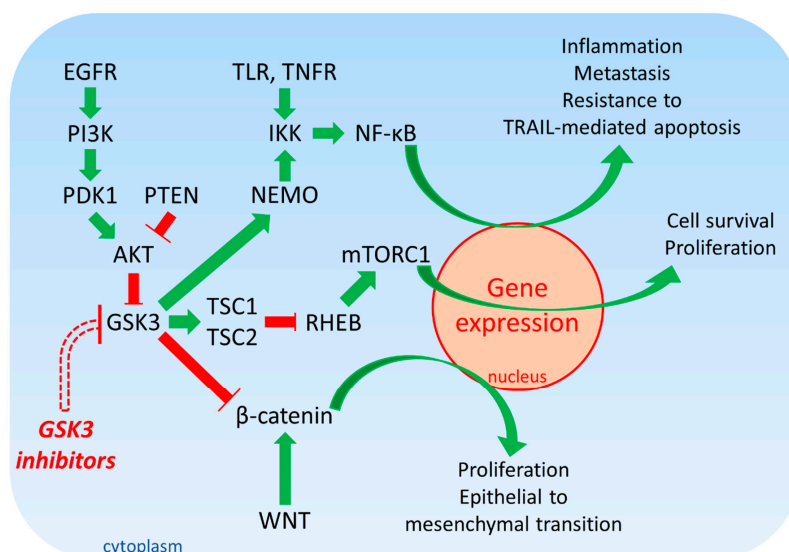 Inflammation
Metastasis
Resistance to
TRAIL-mediated apoptosis
EGFR
TLR, TNFR
PI3K
IKK
NF-κB
PDK1
PTEN
NEMO
Cell survival
Proliferation
AKT
mTORC1
Gene
expression
nucleus
GSK3
TSC1
TSC2
RHEB
β-catenin
GSK3
inhibitors
Proliferation
Epithelial to
mesenchymal transition
WNT
cytoplasm